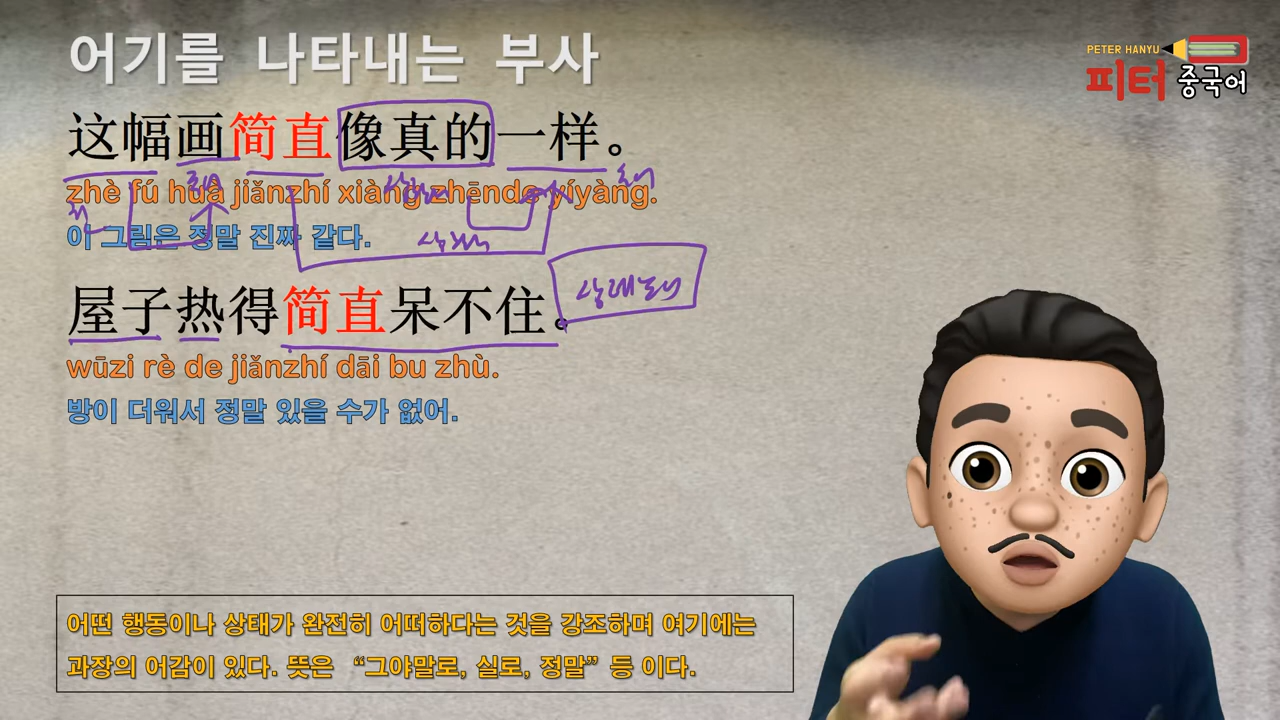 어기를 나타내는 부사
PETER HANYU
피터 중국어
这幅画简直像真的一样。
zhè fú huà jiǎnzhí xiàng zhēnde yíyàng.
이 그림은 정말 진짜 같다.
屋子热得简直呆不住。
wūzi rè de jiǎnzhí dāi bu zhù.
방이 더워서 정말 있을 수가 없어.
어떤 행동이나 상태가 완전히 어떠하다는 것을 강조하며 여기에는
과장의 어감이 있다. 뜻은 “그야말로, 실로, 정말” 등 이다.